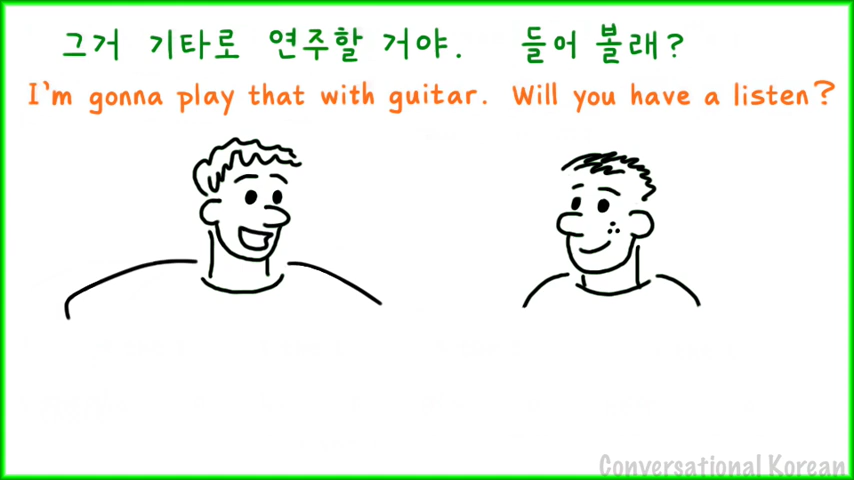 그거 기타로 연주할 거야. 들어 볼래?
I'm gonna play that with guitar. Will you have a listen?
Conversational Korean